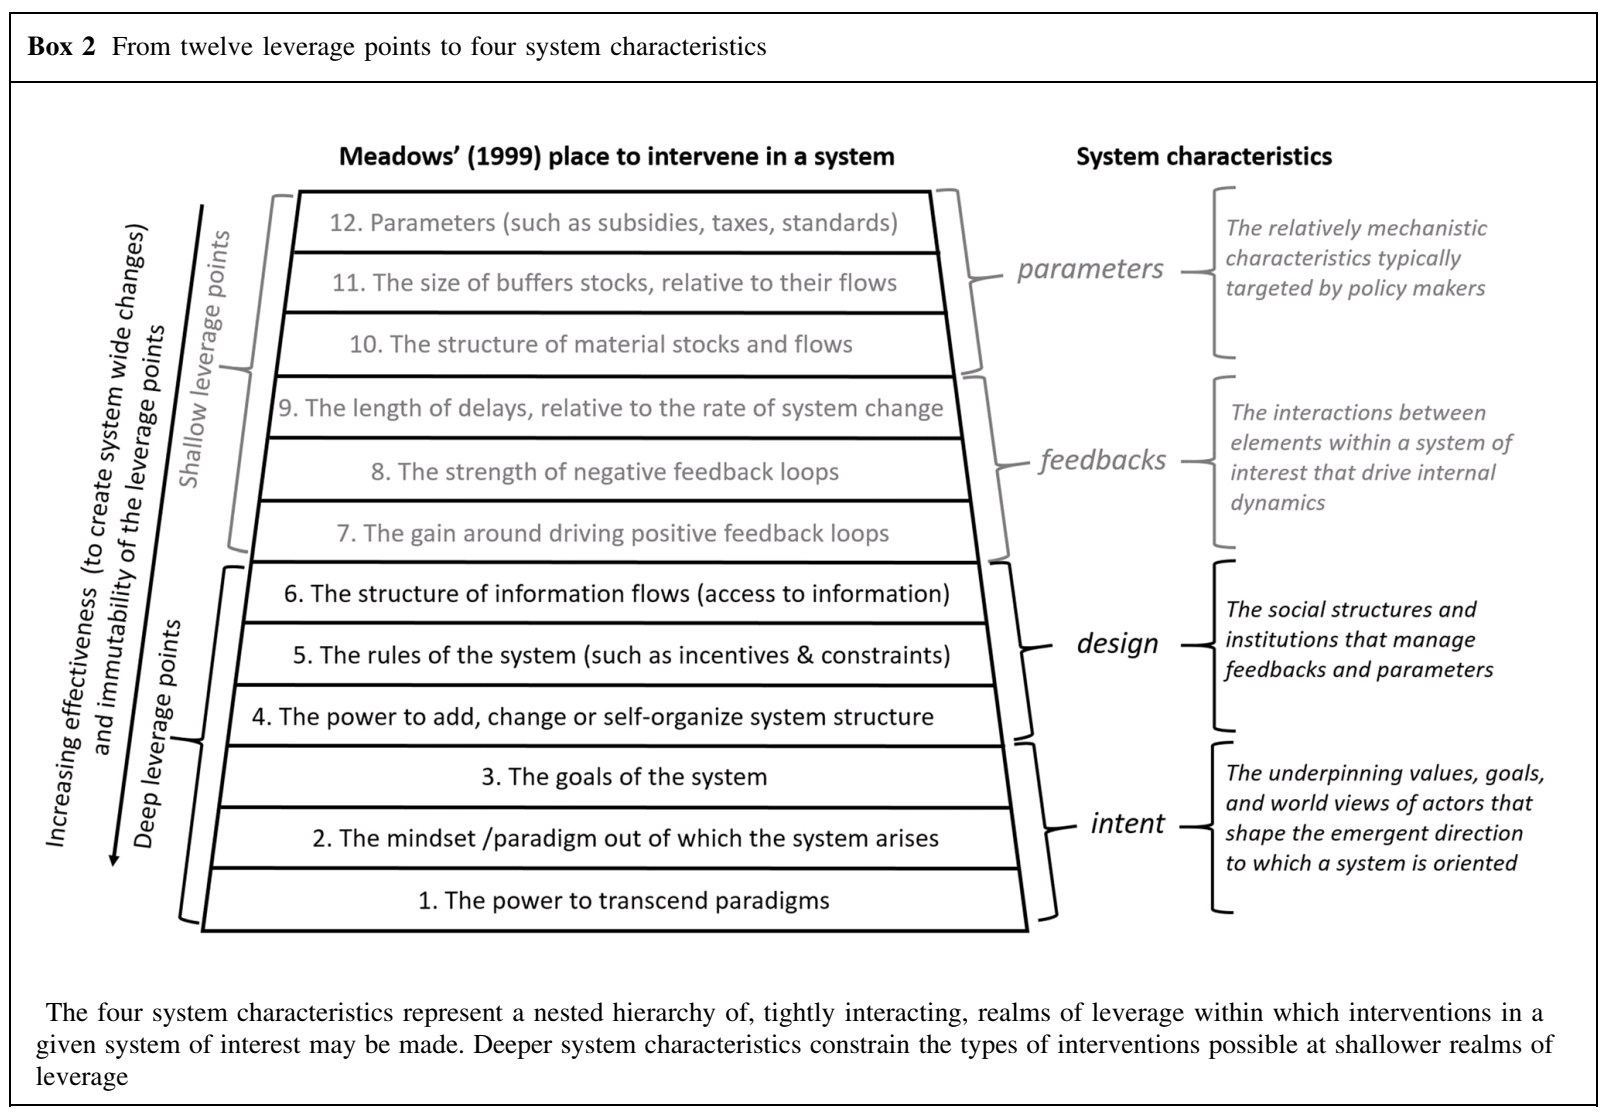 Box 2 From twelve leverage points to four system characteristics
Meadows' (1999) place to intervene in a system
System characteristics
Increasing effectiveness (to create system wide changes)
and immutability of the leverage points
Shallow leverage points
Deep leverage points
12. Parameters (such as subsidies, taxes, standards)
11. The size of buffers stocks, relative to their flows
10. The structure of material stocks and flows
9. The length of delays, relative to the rate of system change
8. The strength of negative feedback loops
7. The gain around driving positive feedback loops
6. The structure of information flows (access to information)
5. The rules of the system (such as incentives & constraints)
4. The power to add, change or self-organize system structure
3. The goals of the system
2. The mindset /paradigm out of which the system arises
1. The power to transcend paradigms
parameters
The relatively mechanistic
characteristics typically
targeted by policy makers
feedbacks
The interactions between
elements within a system of
interest that drive internal
dynamics
design
The social structures and
institutions that manage
feedbacks and parameters
intent
The underpinning values, goals,
and world views of actors that
shape the emergent direction
to which a system is oriented
The four system characteristics represent a nested hierarchy of, tightly interacting, realms of leverage within which interventions in a
given system of interest may be made. Deeper system characteristics constrain the types of interventions possible at shallower realms of
leverage